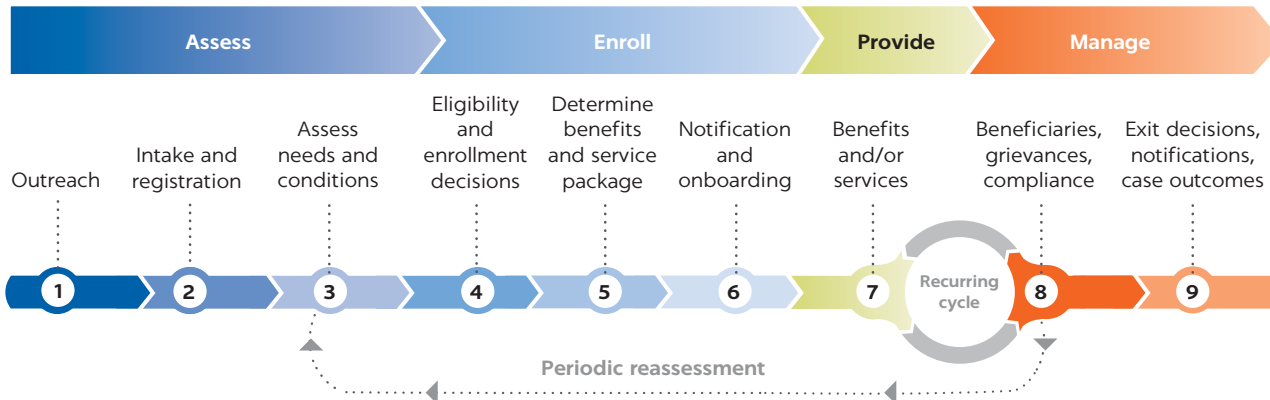 Assess
Enroll
Provide
Manage
Outreach
Intake and
registration
Assess
needs and
conditions
Eligibility
and
enrollment
decisions
Determine
benefits
and service
package
Notification
and
onboarding
Benefits
and/or
services
Beneficiaries,
grievances,
compliance
Exit decisions,
notifications,
case outcomes
1
2
3
4
5
6
7
Recurring
cycle
8
9
Periodic reassessment